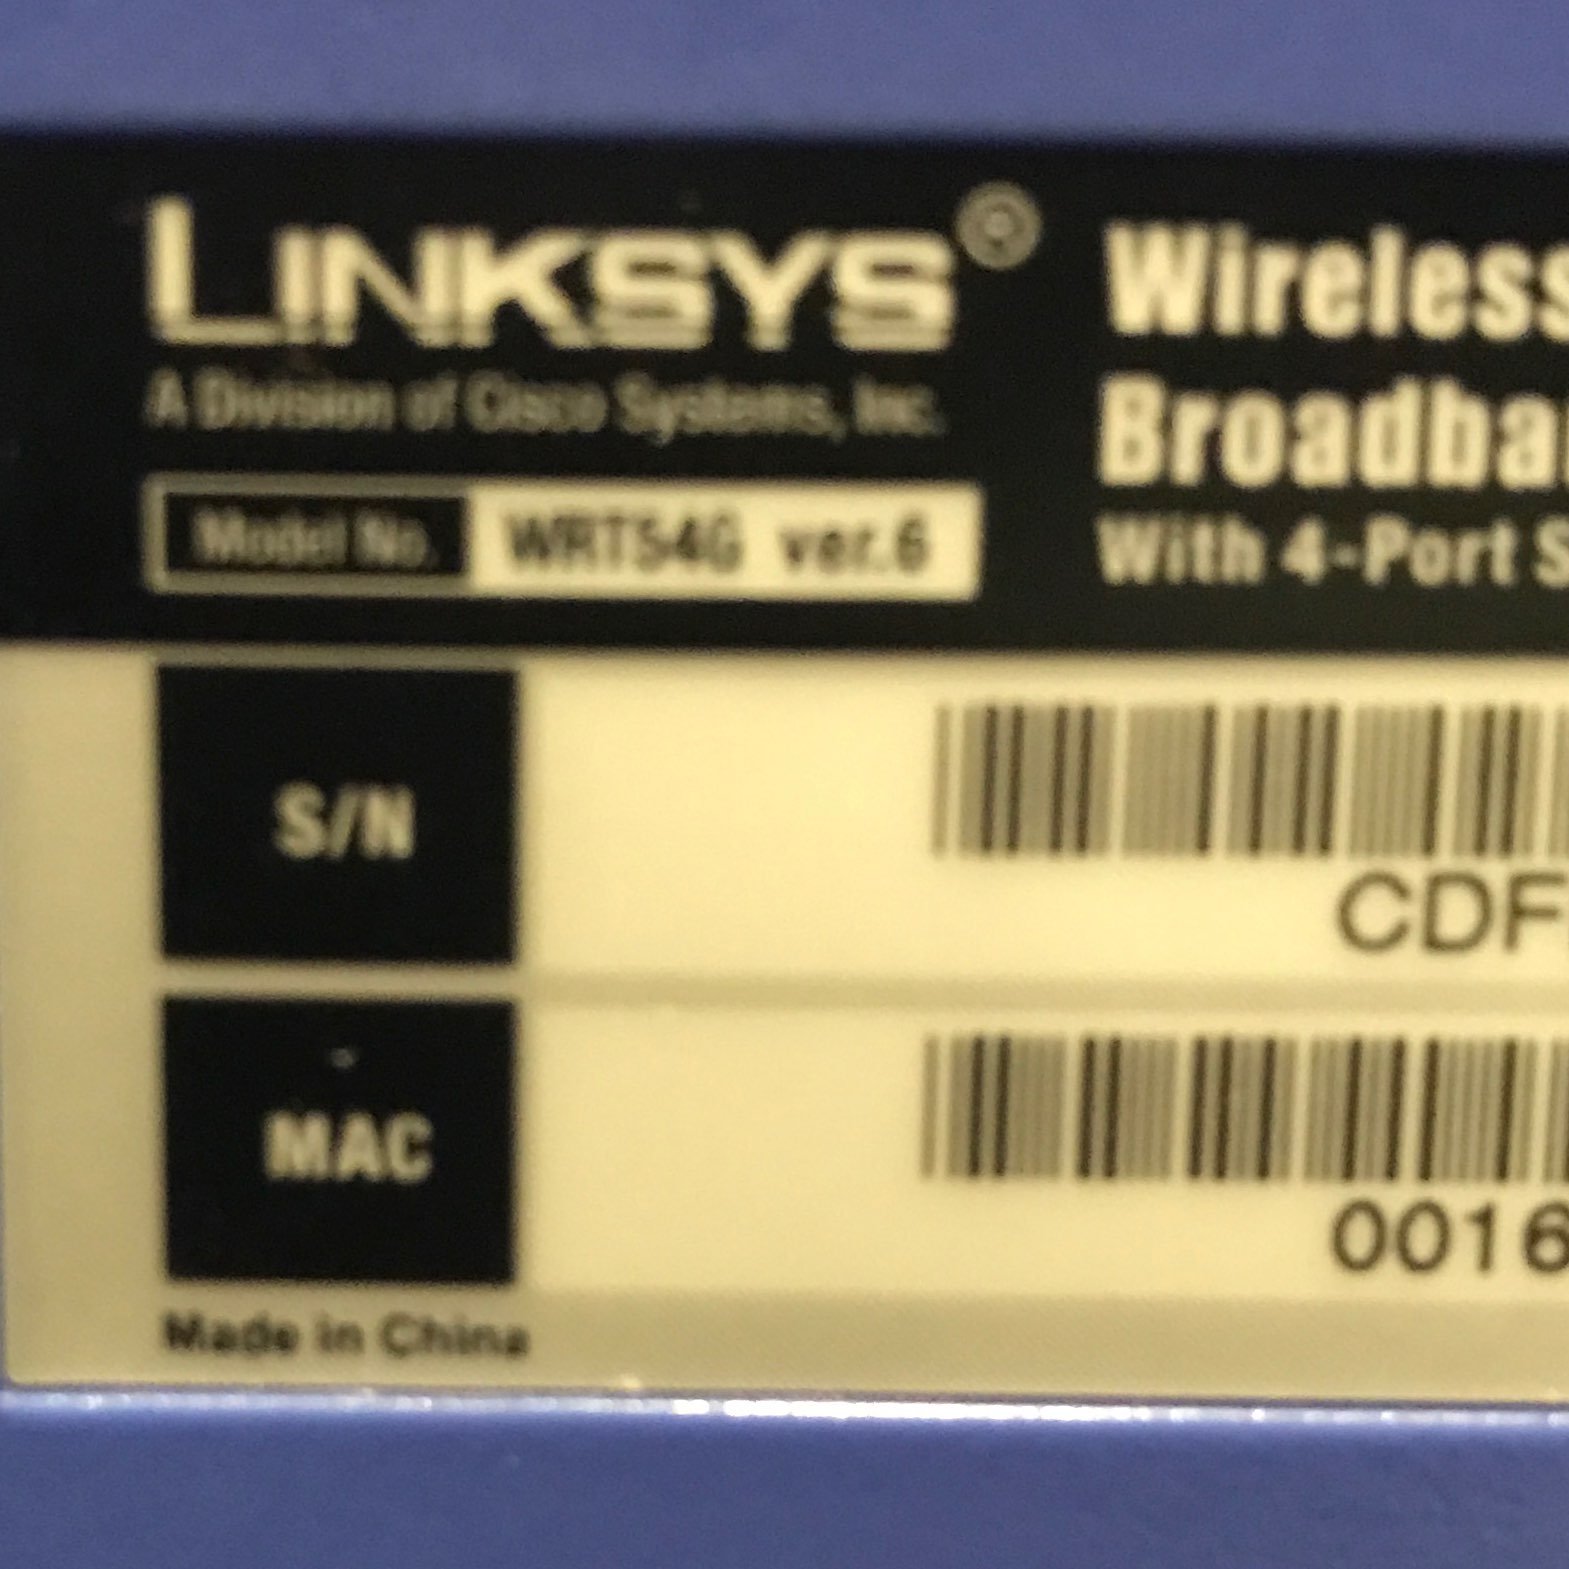 LINKSYS® Wireless
A Division of Cisco Systems, Inc. Broadba
Model No. WRT54G ver.6 With 4-Port S
S/N
CDF
MAC
0016
Made in China